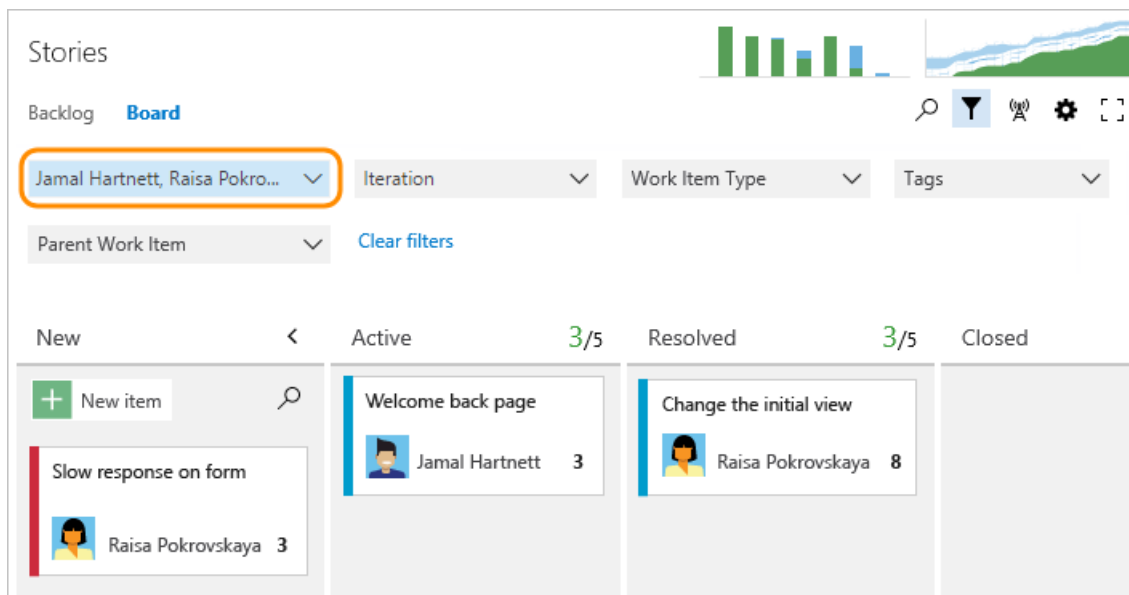 Stories
Backlog Board
Jamal Hartnett, Raisa Pokro... Iteration Work Item Type Tags
Parent Work Item Clear filters
New Active 3/5 Resolved 3/5 Closed
New item
Welcome back page
Jamal Hartnett 3
Change the initial view
Raisa Pokrovskaya 8
Slow response on form
Raisa Pokrovskaya 3